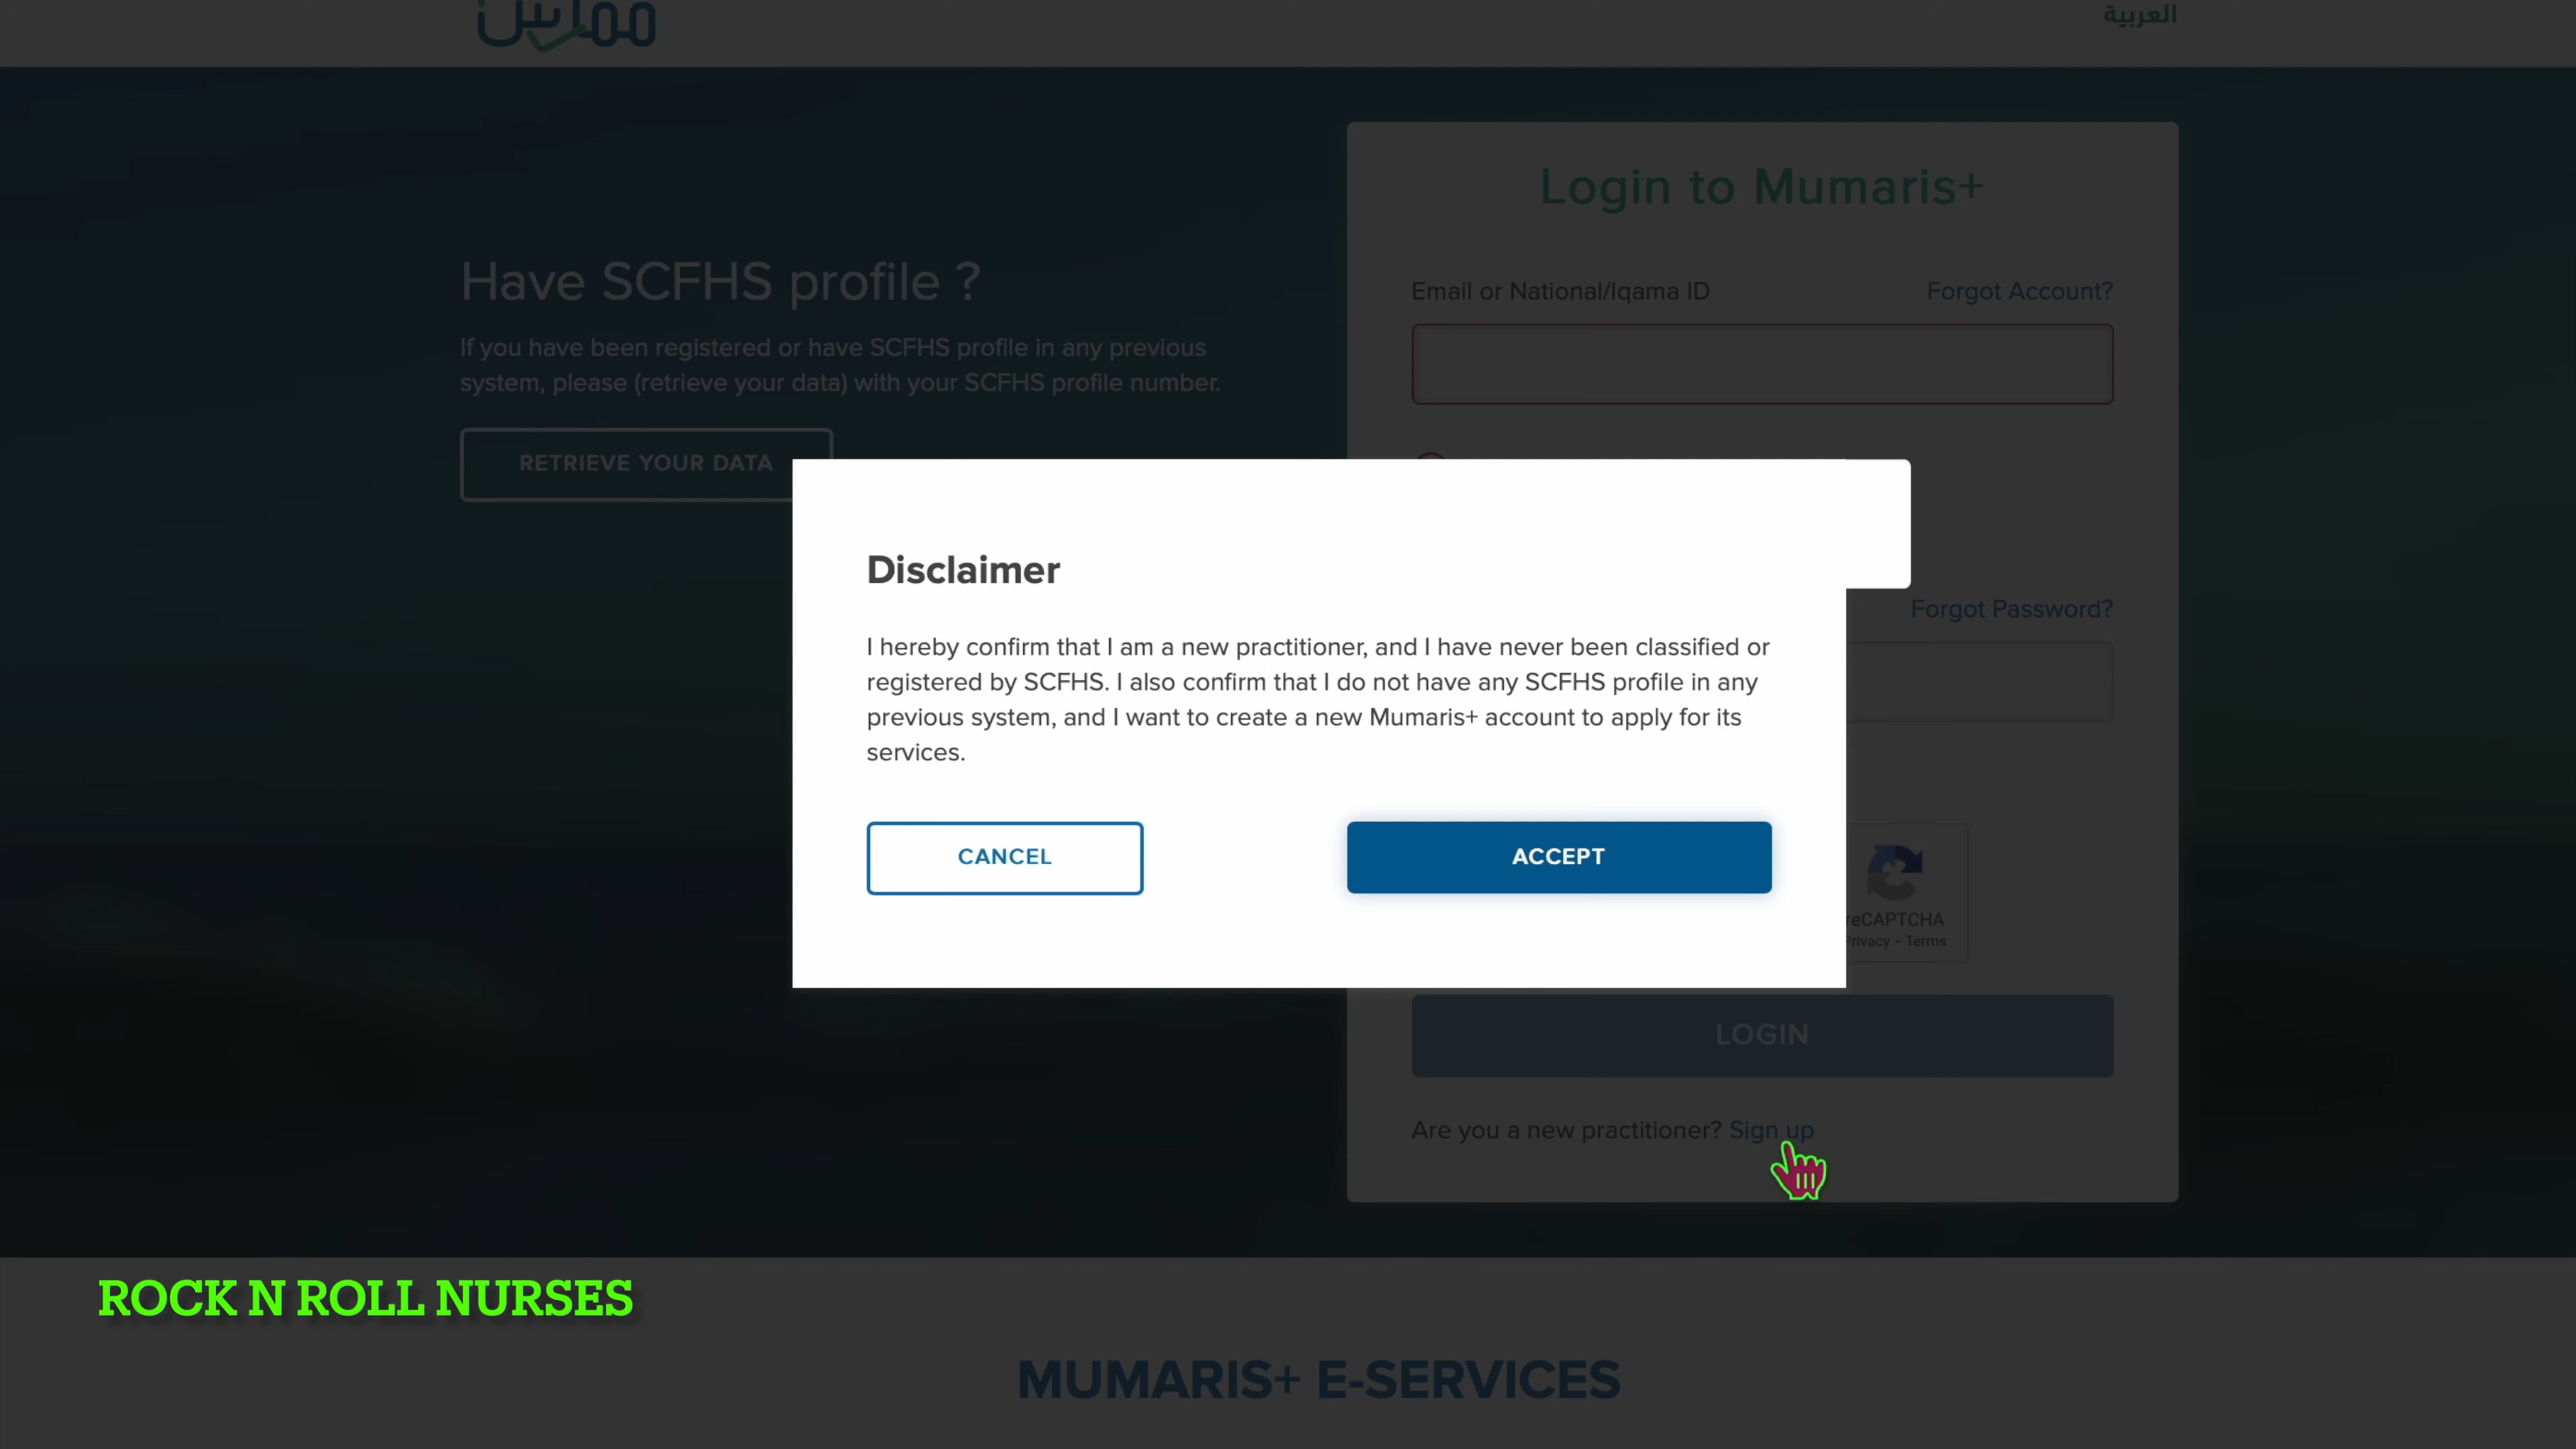 ممارس
العربية
Login to Mumaris+
Have SCFHS profile ?
If you have been registered or have SCFHS profile in any previous
system, please (retrieve your data) with your SCFHS profile number.
RETRIEVE YOUR DATA
Email or National/Iqama ID
Forgot Account?
Disclaimer
I hereby confirm that I am a new practitioner, and I have never been classified or
registered by SCFHS. I also confirm that I do not have any SCFHS profile in any
previous system, and I want to create a new Mumaris+ account to apply for its
services.
CANCEL
ACCEPT
Forgot Password?
reCAPTCHA
Privacy - Terms
LOGIN
Are you a new practitioner? Sign up
ROCK N ROLL NURSES
MUMARIS+ E-SERVICES